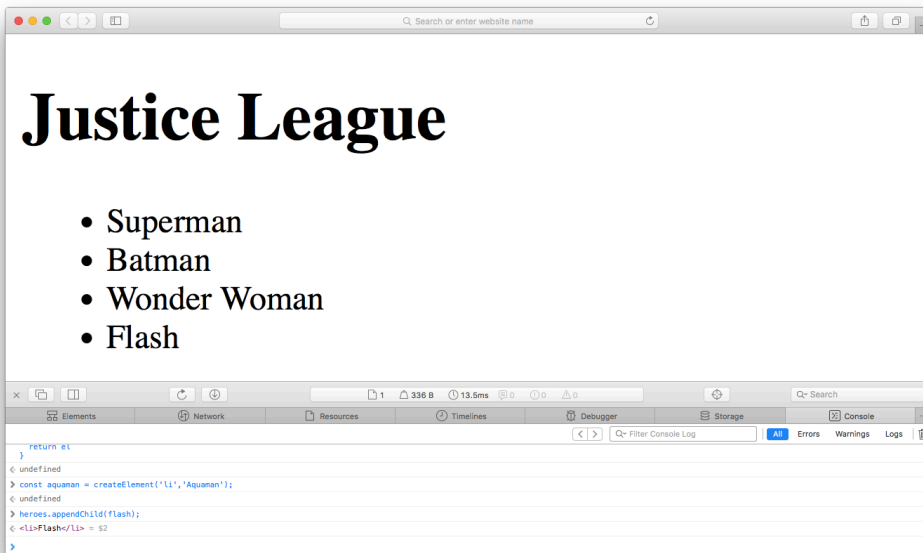 Search or enter website name
Justice League
• Superman
• Batman
• Wonder Woman
• Flash
1 336 B 13.5ms 0 0 0
Search
Elements Network Resources Timelines Debugger Storage Console
Filter Console Log All Errors Warnings Logs
return el
}
undefined
> const aquaman = createElement('li','Aquaman');
undefined
> heroes.appendChild(flash);
<li>Flash</li> = $2
>